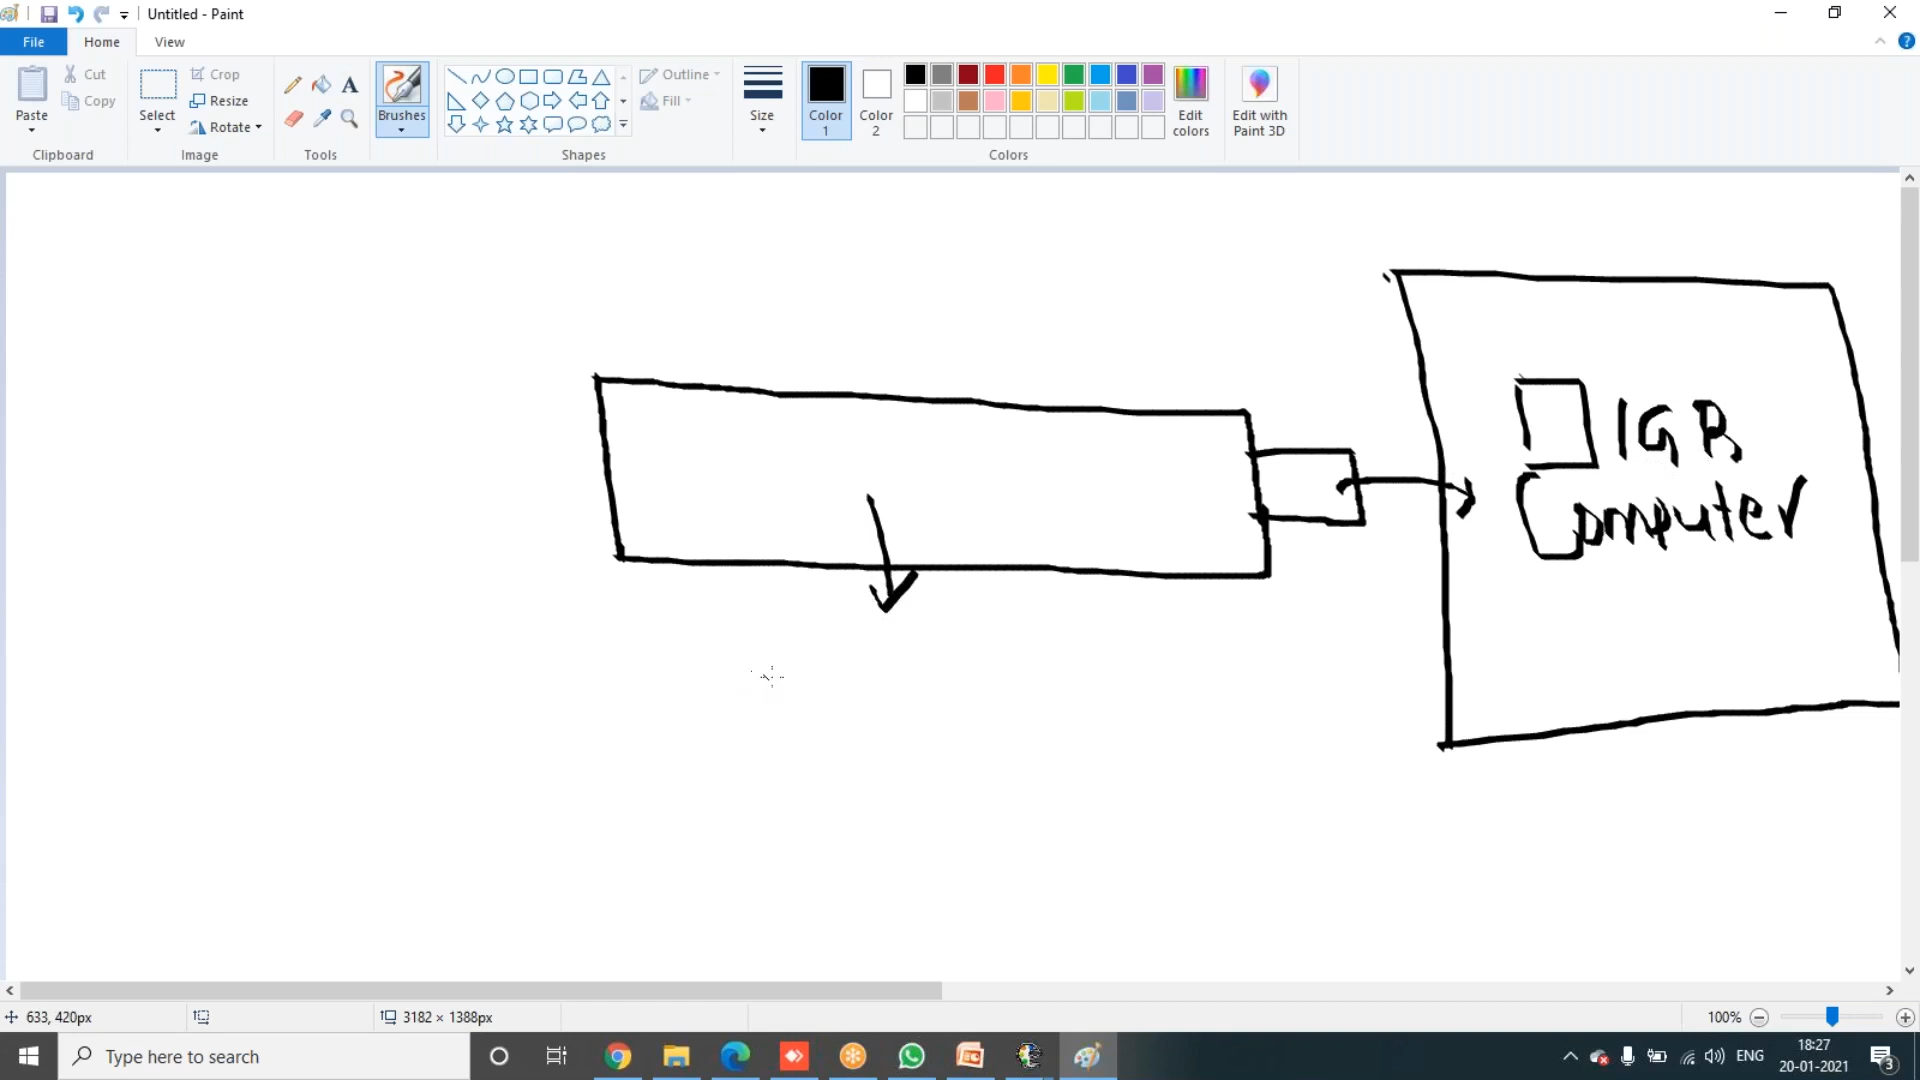 Untitled - Paint
File Home View
Paste
Cut
Copy
Clipboard
Select
Crop
Resize
Rotate
Image
Tools
Brushes
Shapes
Outline
Fill
Size
Color 1
Color 2
Colors
Edit colors
Edit with Paint 3D
IGR
Computer
633, 420px
3182 × 1388px
100%
Type here to search
ENG
18:27
20-01-2021
3